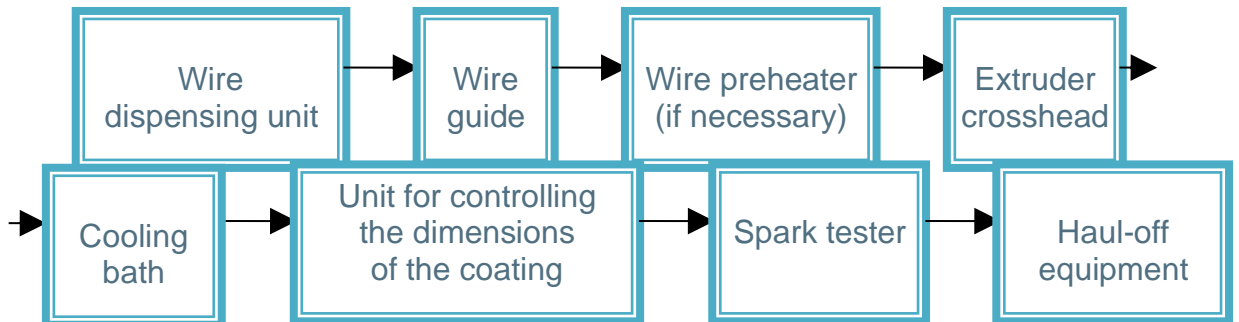 Wire
dispensing unit
Wire
guide
Wire preheater
(if necessary)
Extruder
crosshead
Cooling
bath
Unit for controlling
the dimensions
of the coating
Spark tester
Haul-off
equipment